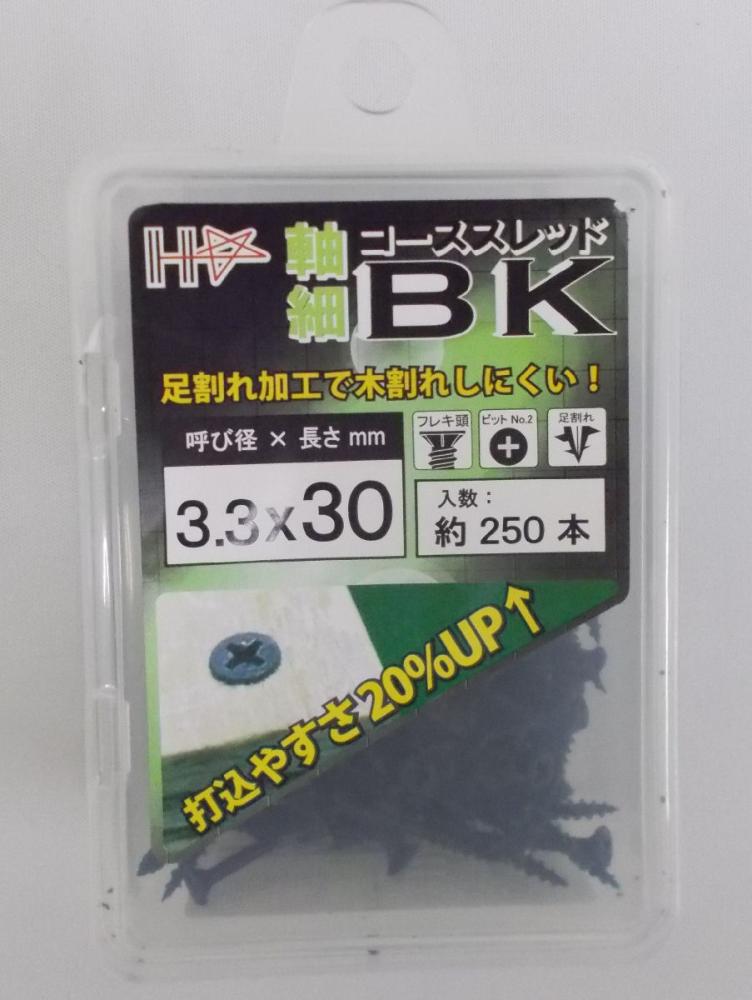 細軸
コーススレッド
BK
足割れ加工で木割れしにくい！
呼び径 × 長さ mm
3.3x30
フレキ頭
ビット No.2
足割れ
入数：
約 250 本
打込やすさ20%UP↑